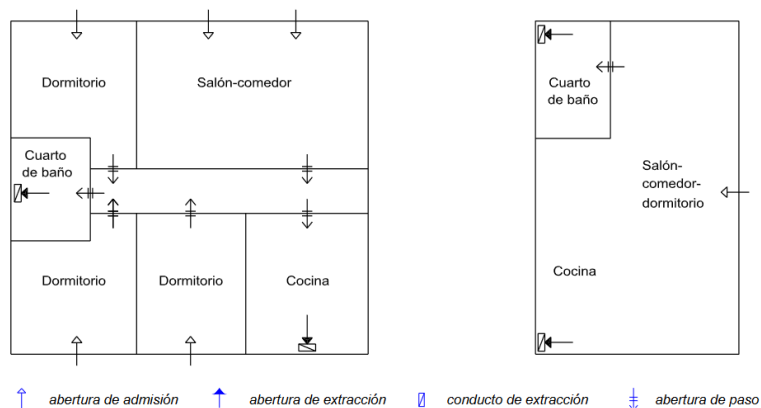 Dormitorio
Salón-comedor
Cuarto
de baño
Dormitorio
Dormitorio
Cocina
Cuarto
de baño
Salón-
comedor-
dormitorio
Cocina
abertura de admisión
abertura de extracción
conducto de extracción
abertura de paso